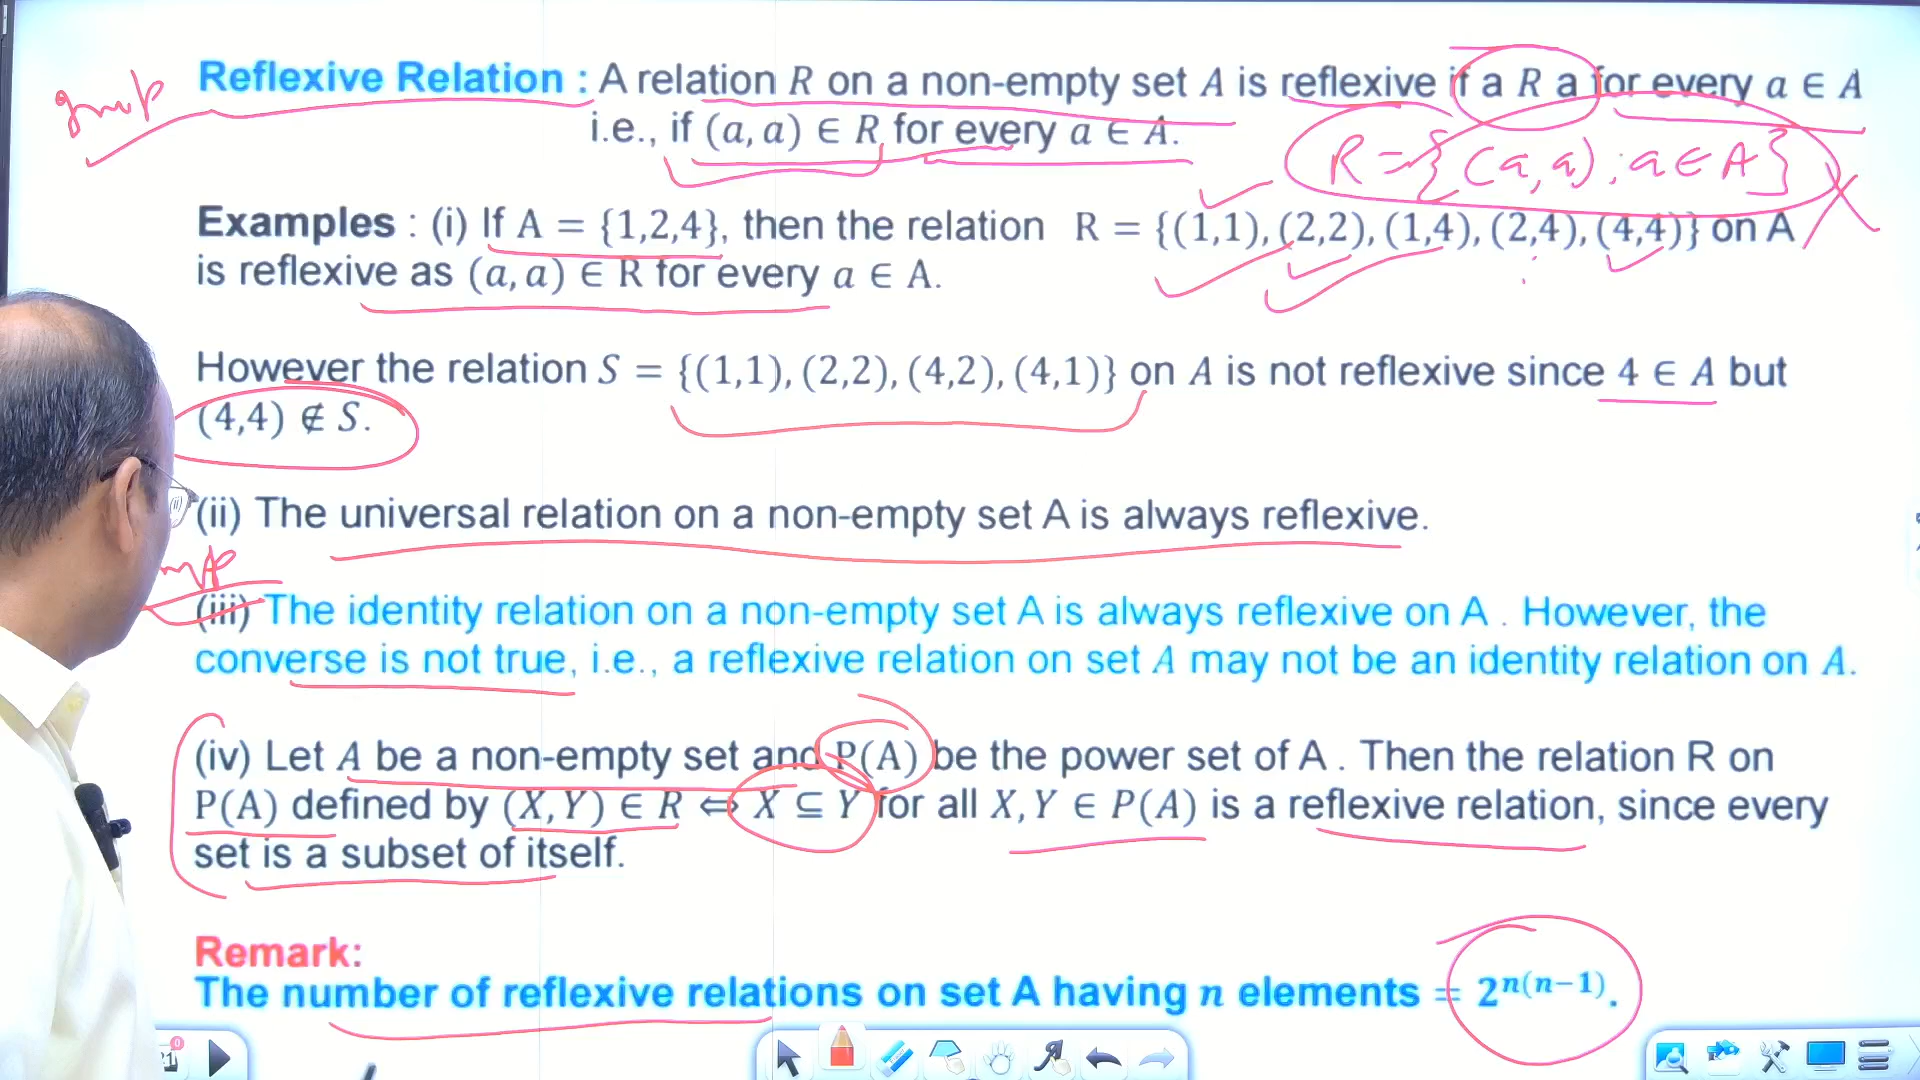 Reflexive Relation : A relation R on a non-empty set A is reflexive if a R a for every a ∈ A
i.e., if (a, a) ∈ R for every a ∈ A.
R = {(a, a) ; a ∈ A}
Examples : (i) If A = {1,2,4}, then the relation R = {(1,1), (2,2), (1,4), (2,4), (4,4)} on A
is reflexive as (a, a) ∈ R for every a ∈ A.
However the relation S = {(1,1), (2,2), (4,2), (4,1)} on A is not reflexive since 4 ∈ A but
(4,4) ∉ S.
(ii) The universal relation on a non-empty set A is always reflexive.
(iii) The identity relation on a non-empty set A is always reflexive on A . However, the
converse is not true, i.e., a reflexive relation on set A may not be an identity relation on A.
(iv) Let A be a non-empty set and P(A) be the power set of A . Then the relation R on
P(A) defined by (X, Y) ∈ R ⇔ X ⊆ Y for all X, Y ∈ P(A) is a reflexive relation, since every
set is a subset of itself.
Remark:
The number of reflexive relations on set A having n elements = 2ⁿ⁽ⁿ⁻¹⁾.